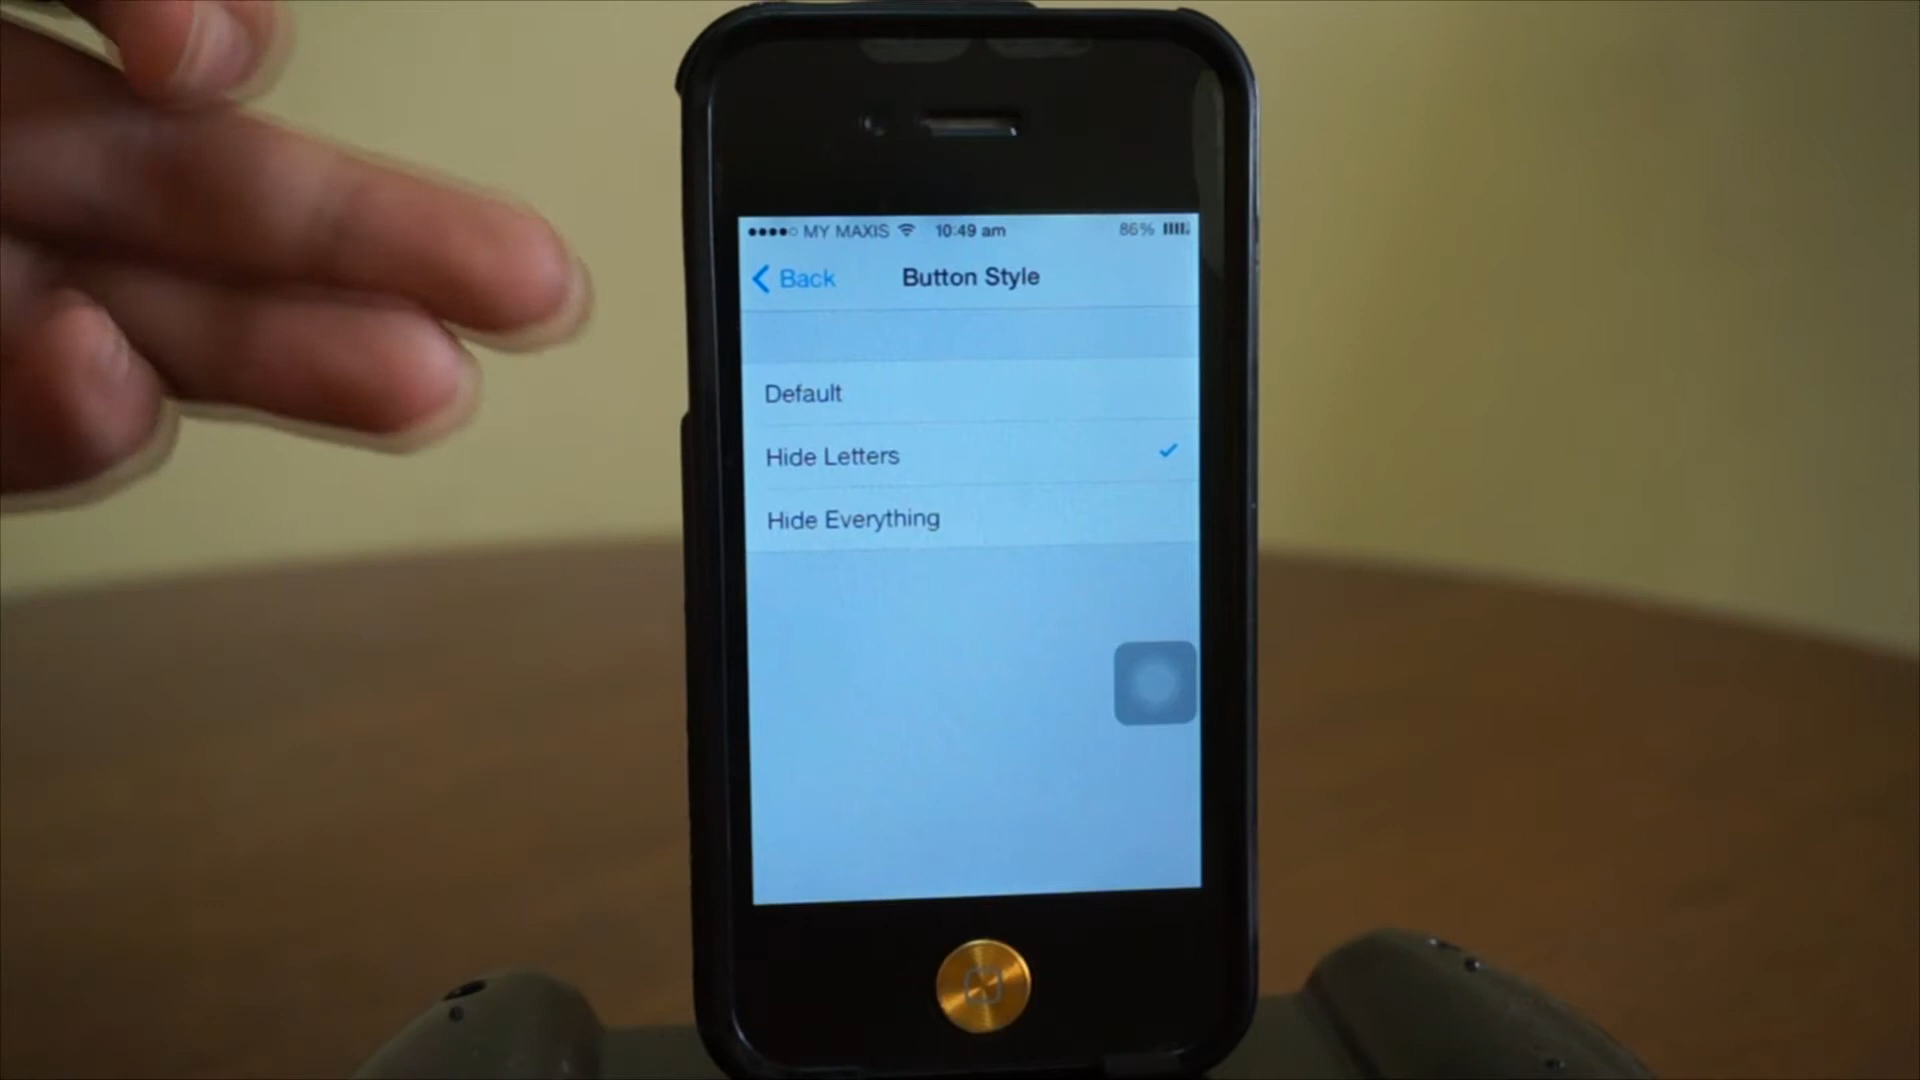 MY MAXIS 10:49 am 86%
Back Button Style
Default
Hide Letters
Hide Everything